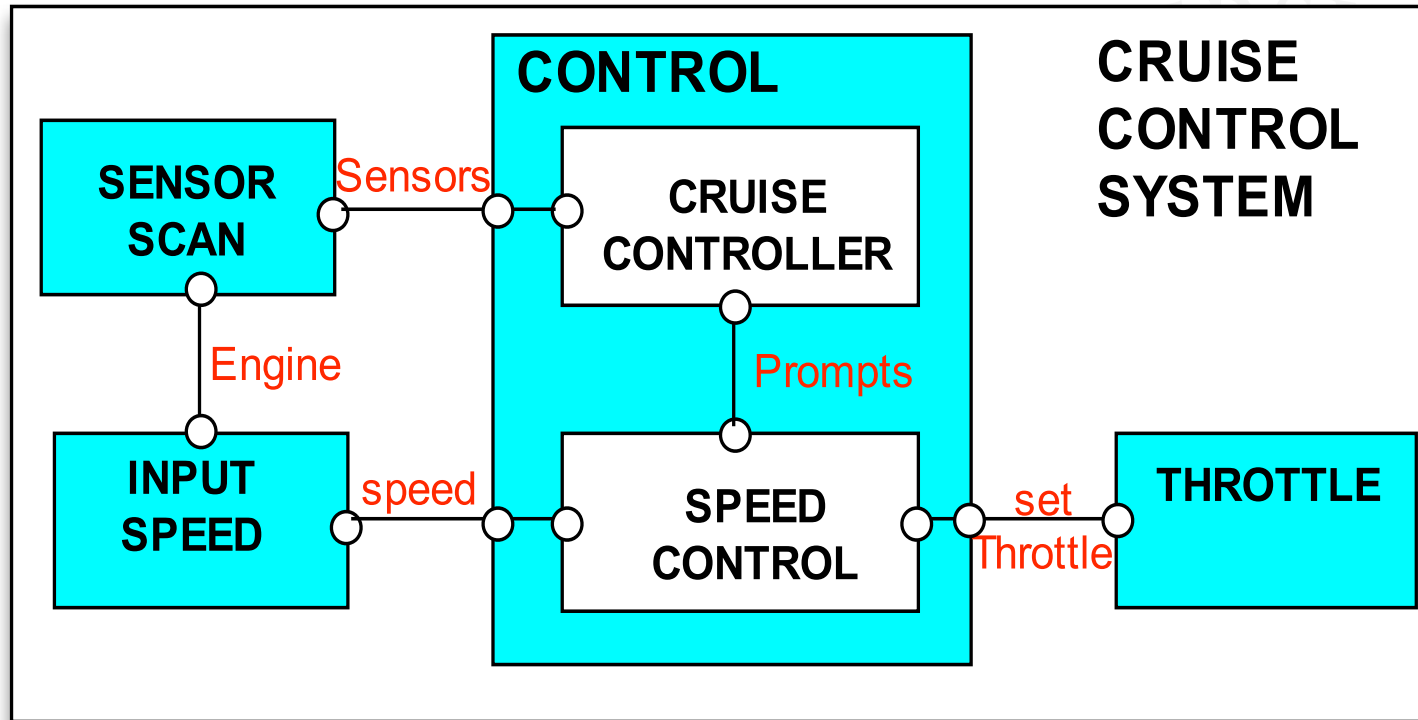 CONTROL
CRUISE
CONTROL
SYSTEM
SENSOR
SCAN
Sensors
CRUISE
CONTROLLER
Engine
Prompts
INPUT
SPEED
speed
SPEED
CONTROL
set
Throttle
THROTTLE